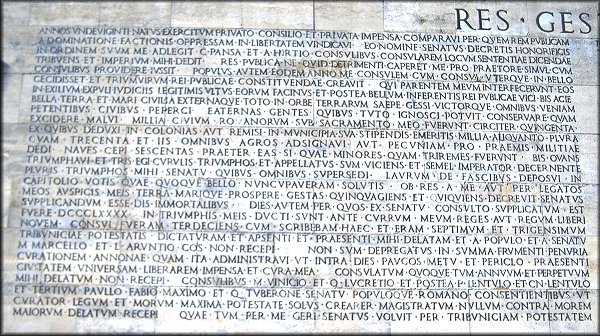 RES · GEST
ANNOS · VNDEVIGINTI · NATVS · EXERCITVM · PRIVATO · CONSILIO · ET · PRIVATA · IMPENSA · COMPARAVI · PER · QVEM · REM · PVBLICAM
A · DOMINATIONE · FACTIONIS · OPPRESSAM · IN · LIBERTATEM · VINDICAVI · EO · NOMINE · SENATVS · DECRETIS · HONORIFICIS
IN · ORDINEM · SVVM · ME · ADLEGIT · C · PANSA · ET · A · HIRTIO · CONSVLIBVS · CONSVLAREM · LOCVM · SENTENTIAE · DICENDAE
TRIBVENS · ET · IMPERIVM · MIHI · DEDIT · RES · PVBLICA · NE · QVID · DETRIMENTI · CAPERET · ME · PRO · PRAETORE · SIMVL · CVM
CONSVLIBVS · PROVIDERE · IVSSIT · POPVLVS · AVTEM · EODEM · ANNO · ME · CONSVLEM · CVM · CONSVL · VTERQVE · IN · BELLO
CECIDISSET · ET · TRIVMVIRVM · REI · PVBLICAE · CONSTITVENDAE · CREAVIT · QVI · PARENTEM · MEVM · INTERFECERVNT · EOS
IN · EXILIVM · EXPVLI · IVDICIIS · LEGITIMIS · VLTVS · EORVM · FACINVS · ET · POSTEA · BELLVM · INFERENTIS · REI · PVBLICAE · VICI · BIS · ACIE
BELLA · TERRA · ET · MARI · CIVILIA · EXTERNAQVE · TOTO · IN · ORBE · TERRARVM · SAEPE · GESSI · VICTORQVE · OMNIBVS · VENIAM
PETENTIBVS · CIVIBVS · PEPERCI · EXTERNAS · GENTES · QVIBVS · TVTO · IGNOSCI · POTVIT · CONSERVARE · QVAM
EXCIDERE · MALVI · MILLIA · CIVIVM · ROMANORVM · SVB · SACRAMENTO · MEO · FVERVNT · CIRCITER · QVINGENTA
EX · QVIBVS · DEDVXI · IN · COLONIAS · AVT · REMISI · IN · MVNICIPIA · SVA · STIPENDIS · EMERITIS · MILLIA · ALIQVANTO · PLVRA
QVAM · TRECENTA · ET · IIS · OMNIBVS · AGROS · ADSIGNAVI · AVT · PECVNIAM · PRO · PRAEMIS · MILITIAE
DEDI · NAVES · CEPI · SESCENTAS · PRAETER · EAS · SI · QVAE · MINORES · QVAM · TRIREMES · FVERVNT · BIS · OVANS
TRIVMPHAVI · ET · TRIS · EGI · CVRVLIS · TRIVMPHOS · ET · APPELLATVS · SVM · VICIENS · ET · SEMEL · IMPERATOR · DECERNENTE
PLVRIS · TRIVMPHOS · MIHI · SENATV · QVIBVS · OMNIBVS · SVPERSEDI · LAVRVM · DE · FASCIBVS · DEPOSVI · IN
CAPITOLIO · VOTIS · QVAE · QVOQVE · BELLO · NVNCVPAVERAM · SOLVTIS · OB · RES · A · ME · AVT · PER · LEGATOS
MEOS · AVSPICIS · MEIS · TERRA · MARIQVE · PROSPERE · GESTAS · QVINQVAGIENS · ET · QVINQVIENS · DECREVIT · SENATVS
SVPPLICANDVM · ESSE · DIS · IMMORTALIBVS · DIES · AVTEM · PER · QVOS · EX · SENATVS · CONSVLTO · SVPPLICATVM · EST
FVERE · DCCCLXXXX · IN · TRIVMPHIS · MEIS · DVCTI · SVNT · ANTE · CVRRVM · MEVM · REGES · AVT · REGVM · LIBERI
NOVEM · CONSVL · FVERAM · TERDECIENS · CVM · SCRIBEBAM · HAEC · ET · ERAM · SEPTIMVM · ET · TRIGENSIMVM
TRIBVNICIAE · POTESTATIS · DICTATVRAM · ET · APSENTI · ET · PRAESENTI · MIHI · DELATAM · ET · A · POPVLO · ET · A · SENATV
M · MARCELLO · ET · L · ARVNTIO · COS · NON · RECEPI · NON · SVM · DEPRECATVS · IN · SVMMA · FRVMENTI · PENVRIA
CVRATIONEM · ANNONAE · QVAM · ITA · ADMINISTRAVI · VT · INTRA · DIES · PAVCOS · METV · ET · PERICLO · PRAESENTI
CIVITATEM · VNIVERSAM · LIBERAREM · IMPENSA · ET · CVRA · MEA · CONSVLATVM · QVOQVE · TVM · ANNVVM · ET · PERPETVVM
MIHI · DELATVM · NON · RECEPI · CONSVLIBVS · M · VINICIO · ET · Q · LVCRETIO · ET · POSTEA · P · LENTVLO · ET · CN · LENTVLO
ET · TERTIVM · PAVLLO · FABIO · MAXIMO · ET · Q · TVBERONE · SENATV · POPVLOQVE · ROMANO · CONSENTIENTIBVS · VT
CVRATOR · LEGVM · ET · MORVM · MAXIMA · POTESTATE · SOLVS · CREARER · MAGISTRATVM · NVLLVM · CONTRA · MOREM
MAIORVM · DELATVM · RECEPI · QVAE · TVM · PER · ME · GERI · SENATVS · VOLVIT · PER · TRIBVNICIAM · POTESTATEM